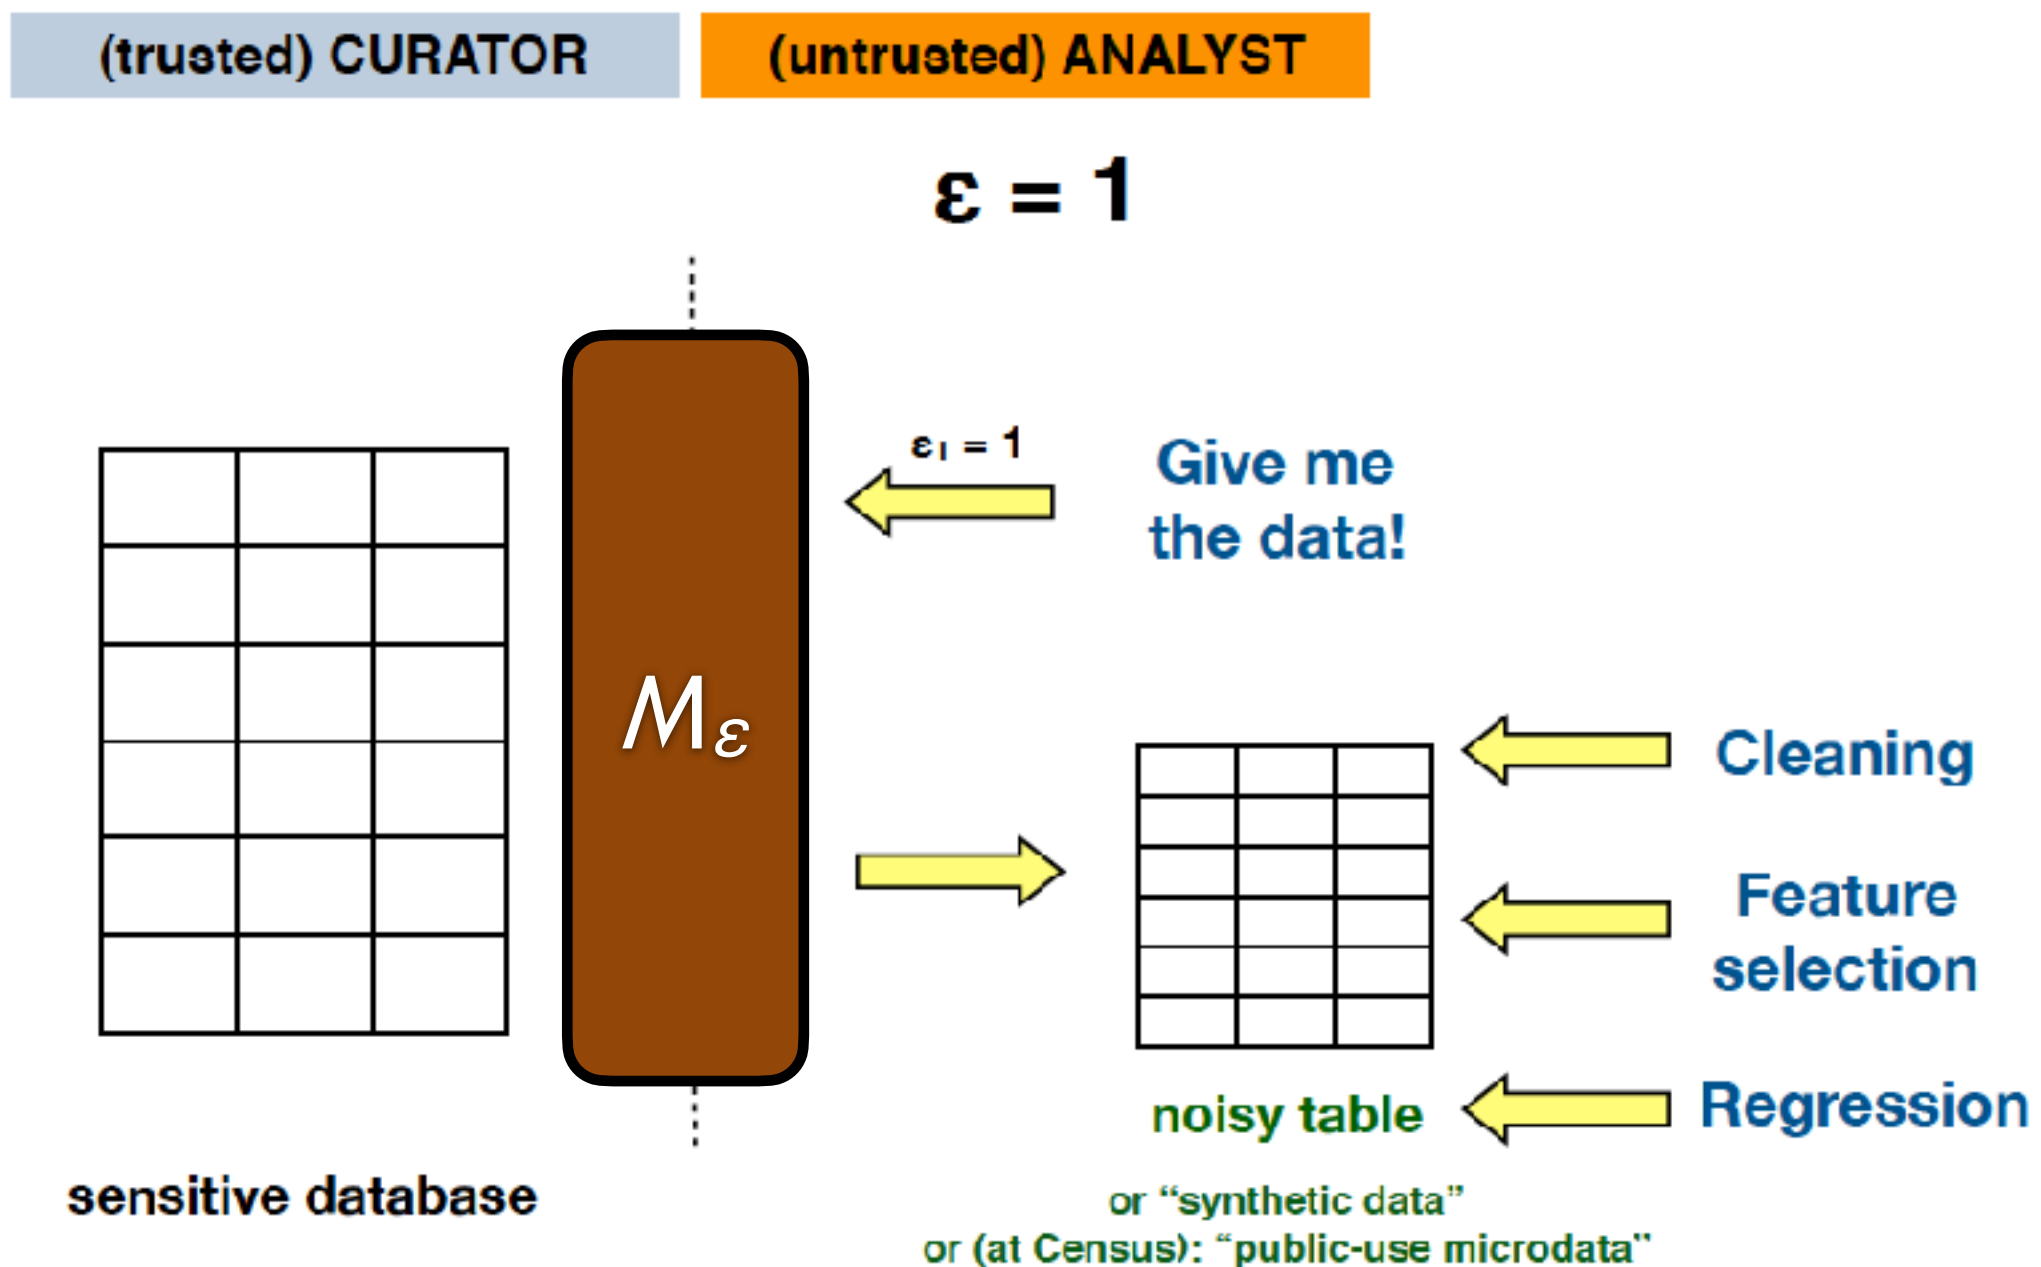 (trusted) CURATOR
(untrusted) ANALYST
ε = 1
ε₁ = 1
Give me
the data!
Mε
Cleaning
Feature
selection
Regression
noisy table
sensitive database
or “synthetic data”
or (at Census): “public-use microdata”